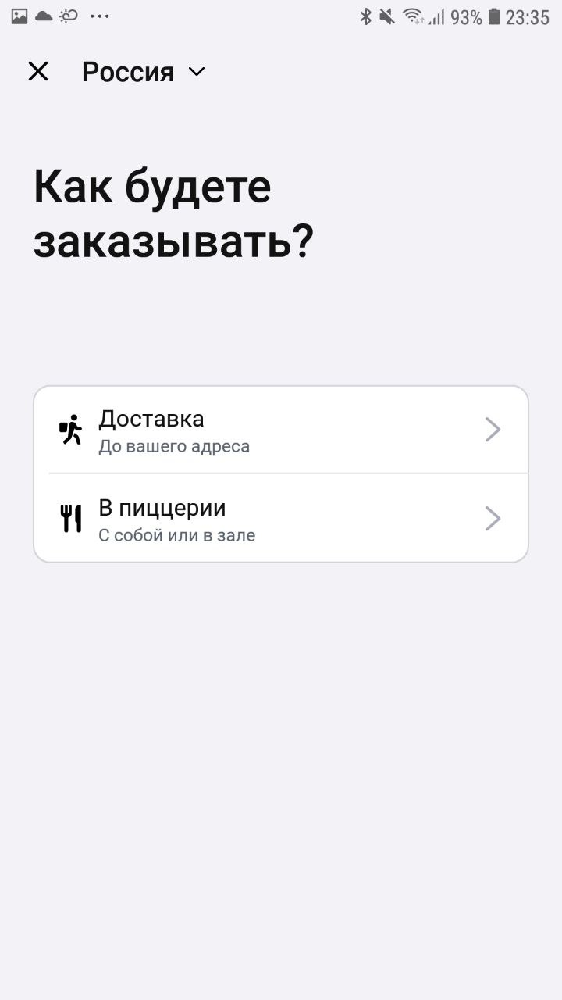 93% 23:35
Россия
Как будете
заказывать?
Доставка
До вашего адреса
В пиццерии
С собой или в зале